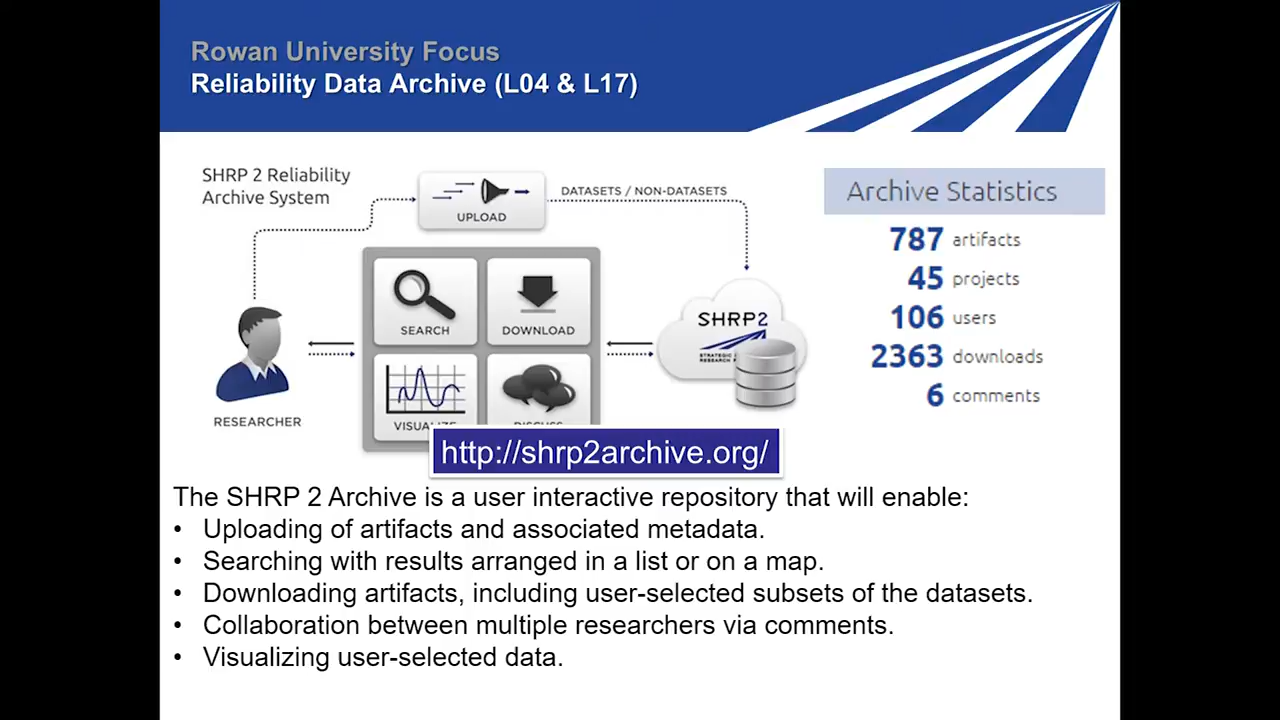 Rowan University Focus
Reliability Data Archive (L04 & L17)
SHRP 2 Reliability
Archive System
UPLOAD
DATASETS / NON-DATASETS
SEARCH
DOWNLOAD
VISUALIZE
DISCUSS
RESEARCHER
SHRP2
Archive Statistics
787 artifacts
45 projects
106 users
2363 downloads
6 comments
http://shrp2archive.org/
The SHRP 2 Archive is a user interactive repository that will enable:
• Uploading of artifacts and associated metadata.
• Searching with results arranged in a list or on a map.
• Downloading artifacts, including user-selected subsets of the datasets.
• Collaboration between multiple researchers via comments.
• Visualizing user-selected data.